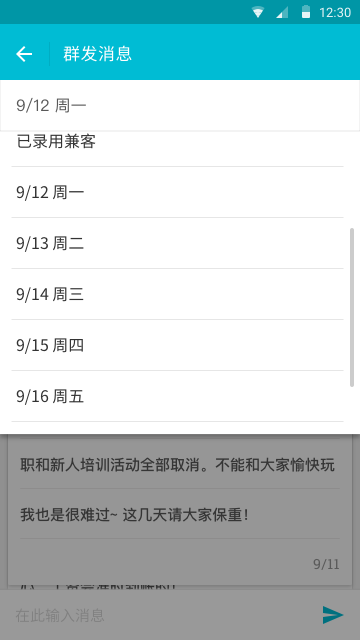 12:30
群发消息
9/12 周一
已录用兼客
9/12 周一
9/13 周二
9/14 周三
9/15 周四
9/16 周五
职和新人培训活动全部取消。不能和大家愉快玩
我也是很难过~ 这几天请大家保重！
9/11
在此输入消息